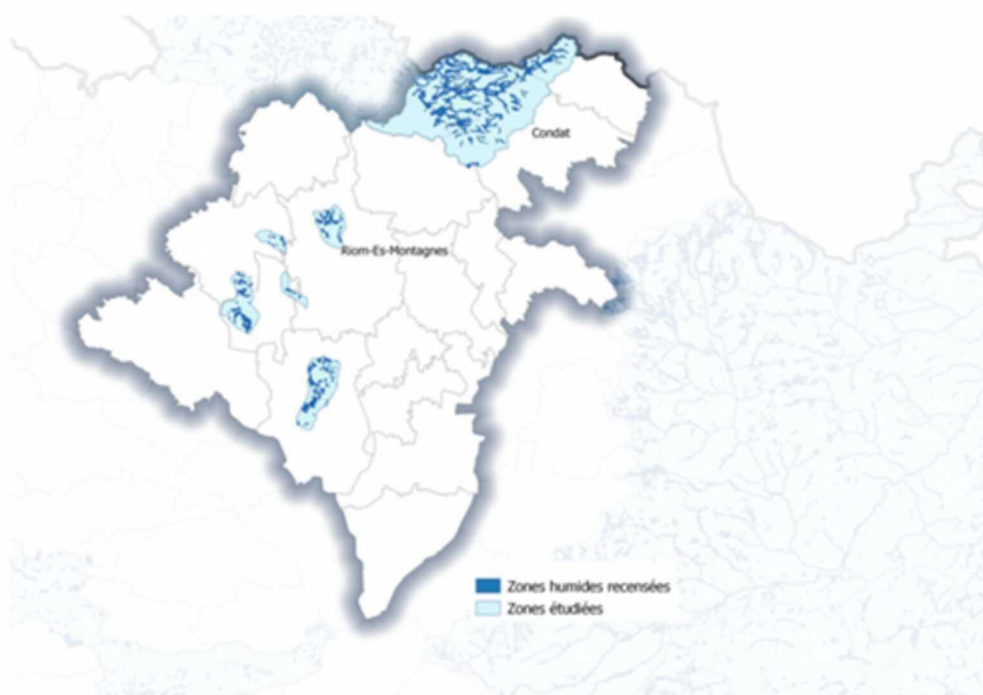 Condat
Riom-Es-Montagnes
Zones humides recensées
Zones étudiées